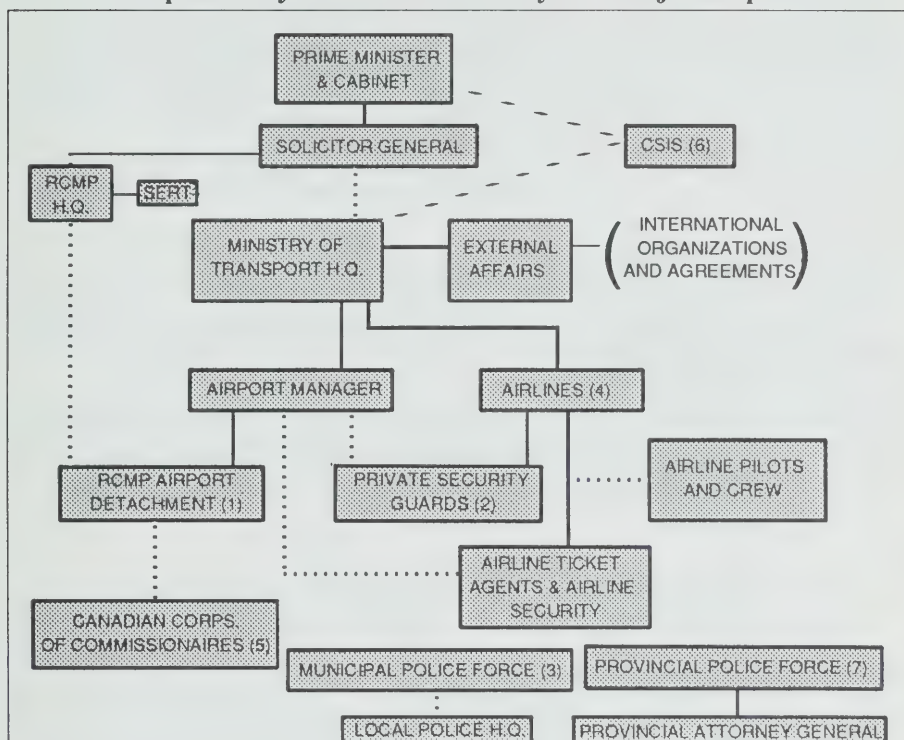 PRIME MINISTER
& CABINET
SOLICITOR GENERAL
CSIS (6)
RCMP
H.Q.
SERT
MINISTRY OF
TRANSPORT H.Q.
EXTERNAL
AFFAIRS
INTERNATIONAL
ORGANIZATIONS
AND AGREEMENTS
AIRPORT MANAGER
AIRLINES (4)
RCMP AIRPORT
DETACHMENT (1)
PRIVATE SECURITY
GUARDS (2)
AIRLINE PILOTS
AND CREW
AIRLINE TICKET
AGENTS & AIRLINE
SECURITY
CANADIAN CORPS.
OF COMMISSIONAIRES (5)
MUNICIPAL POLICE FORCE (3)
PROVINCIAL POLICE FORCE (7)
LOCAL POLICE H.Q.
PROVINCIAL ATTORNEY GENERAL